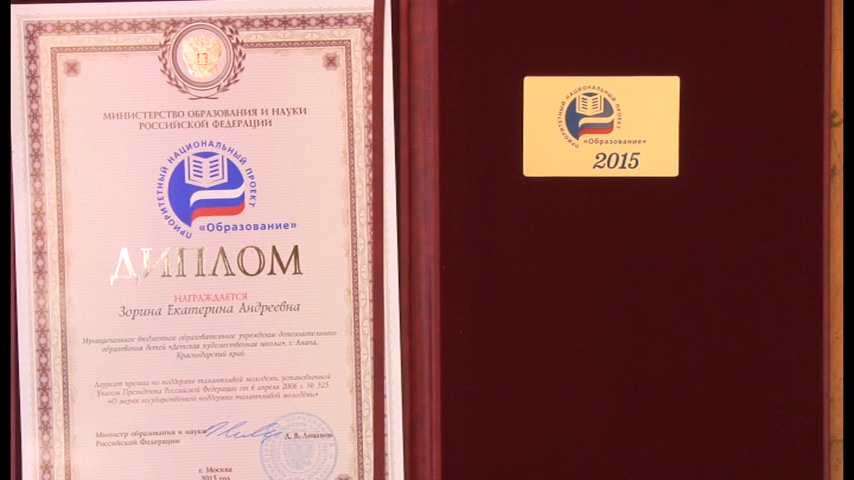 МИНИСТЕРСТВО ОБРАЗОВАНИЯ И НАУКИ
РОССИЙСКОЙ ФЕДЕРАЦИИ
ПРИОРИТЕТНЫЙ НАЦИОНАЛЬНЫЙ ПРОЕКТ
«Образование»
ДИПЛОМ
НАГРАЖДАЕТСЯ
Зорина Екатерина Андреевна
Муниципальное бюджетное образовательное учреждение дополнительного
образования детей «Детская художественная школа», г. Анапа,
Краснодарский край
Лауреат премии по поддержке талантливой молодежи, установленной
Указом Президента Российской Федерации от 6 апреля 2006 г. № 325
«О мерах государственной поддержки талантливой молодежи»
Министр образования и науки
Российской Федерации
Д. В. Ливанов
г. Москва
2015 год
ПРИОРИТЕТНЫЙ НАЦИОНАЛЬНЫЙ ПРОЕКТ
«Образование»
2015